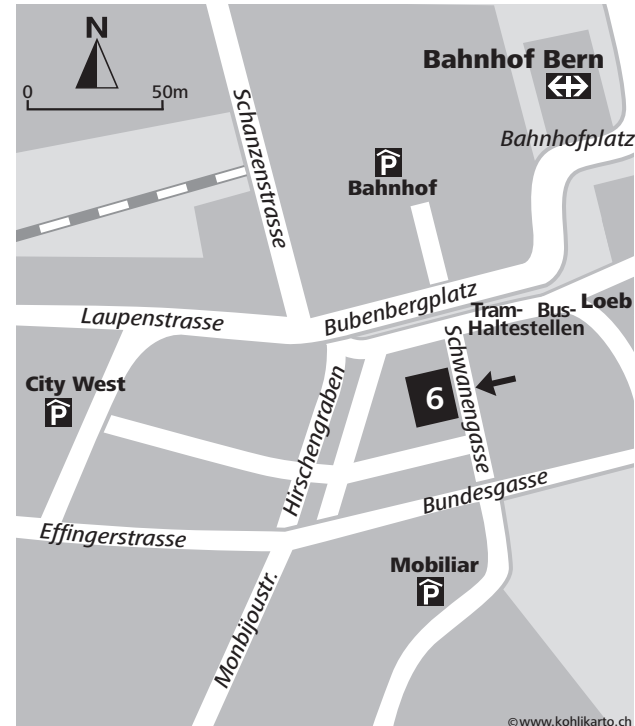 N
0 50m
Bahnhof Bern
Schanzenstrasse
Bahnhofplatz
P
Bahnhof
Laupenstrasse
Bubenbergplatz
Tram- Bus-
Haltestellen
Loeb
City West
P
6
Schwanengasse
Hirschengraben
Bundesgasse
Effingerstrasse
Mobiliar
P
Monbijoustr.
©www.kohlikarto.ch